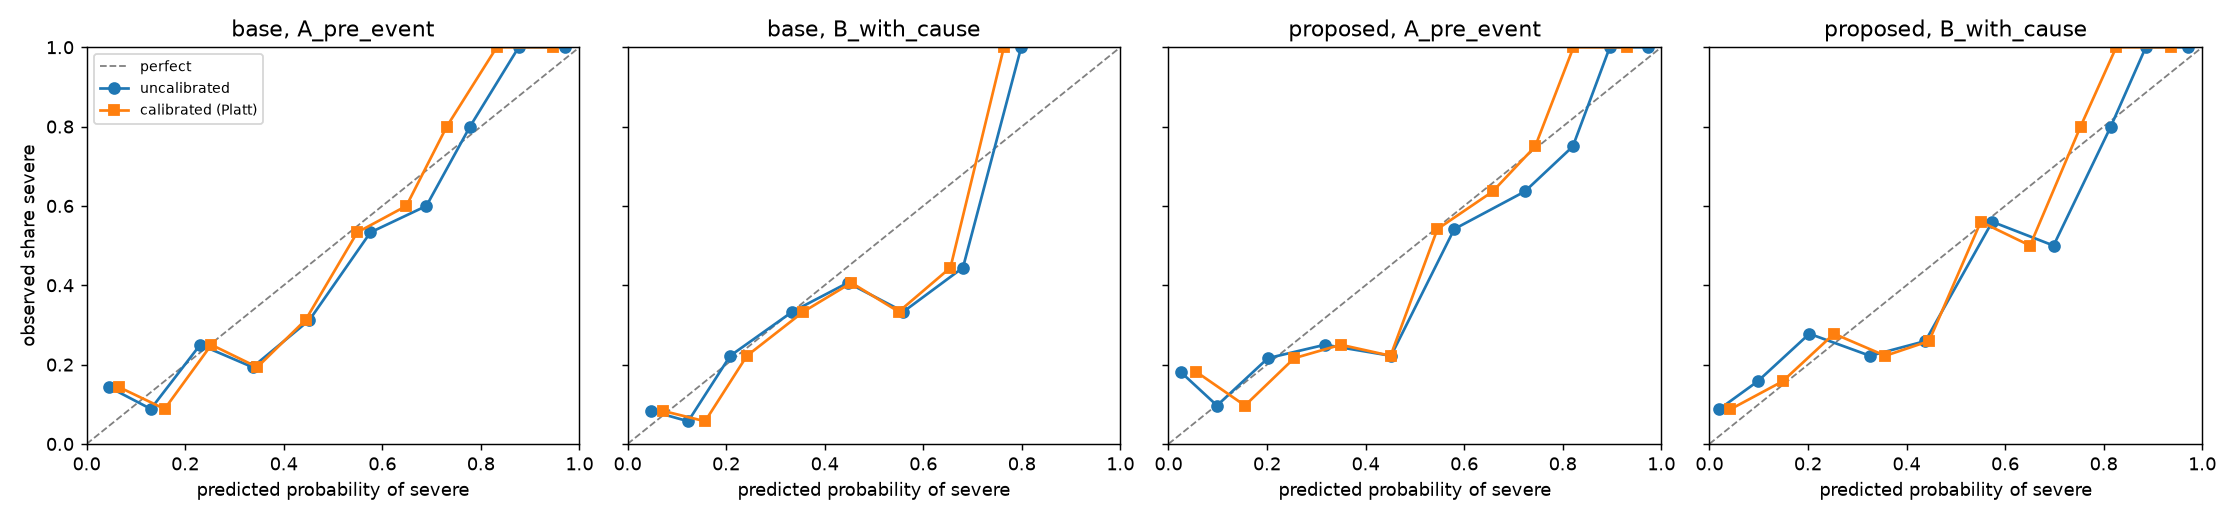 base, A_pre_event
base, B_with_cause
proposed, A_pre_event
proposed, B_with_cause
perfect
uncalibrated
calibrated (Platt)
observed share severe
1.0
0.8
0.6
0.4
0.2
0.0
0.0 0.2 0.4 0.6 0.8 1.0
0.0 0.2 0.4 0.6 0.8 1.0
0.0 0.2 0.4 0.6 0.8 1.0
0.0 0.2 0.4 0.6 0.8 1.0
predicted probability of severe
predicted probability of severe
predicted probability of severe
predicted probability of severe